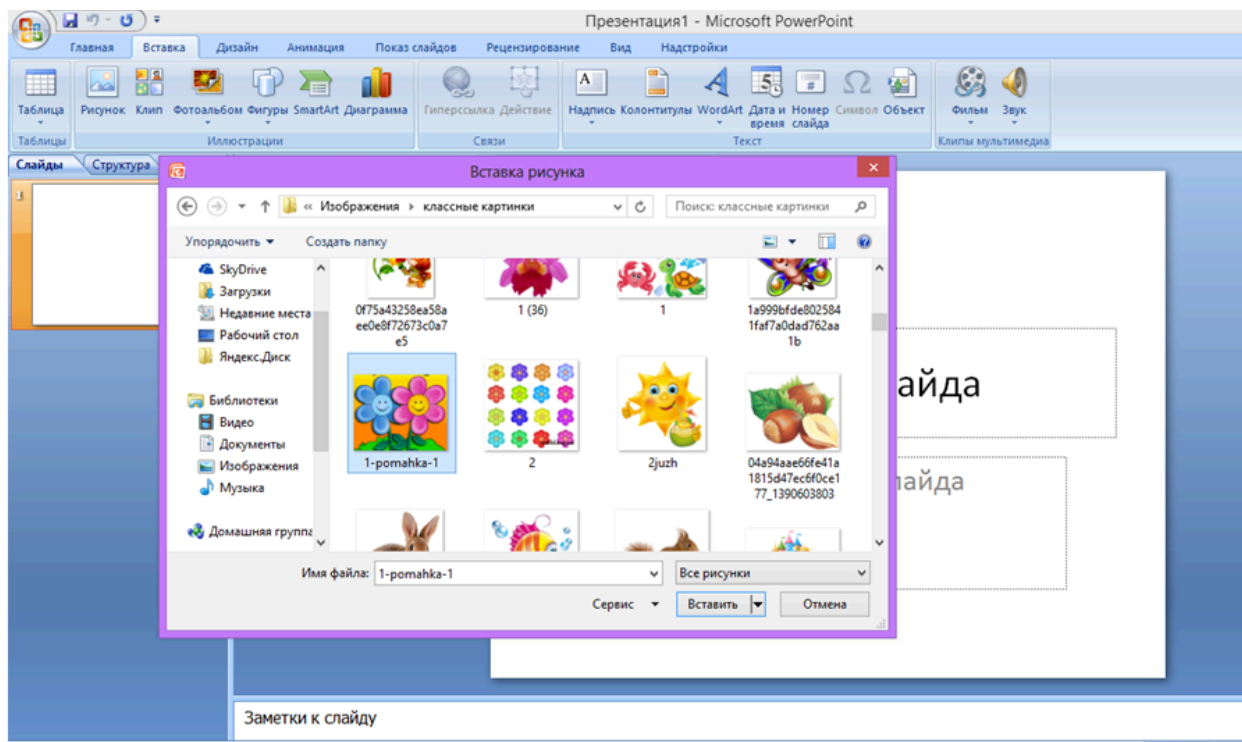 Презентация1 - Microsoft PowerPoint
Главная Вставка Дизайн Анимация Показ слайдов Рецензирование Вид Надстройки
Таблица Рисунок Клип Фотоальбом Фигуры SmartArt Диаграмма Гиперссылка Действие Надпись Колонтитулы WordArt Дата и время Номер слайда Символ Объект Фильм Звук
Таблицы Иллюстрации Связи Текст Клипы мультимедиа
Слайды Структура
1
Вставка рисунка
« Изображения классные картинки
Поиск: классные картинки
Упорядочить Создать папку
SkyDrive
Загрузки
Недавние места
Рабочий стол
Яндекс.Диск
Библиотеки
Видео
Документы
Изображения
Музыка
Домашняя группа
0f75a43258ea58a
ee0e8f72673c0a7
e5
1 (36)
1
1a999bfde802584
1faf7a0dad762aa
1b
1-pomahka-1
2
2juzh
04a94aae66fe41a
1815d47ec6f0ce1
77_1390603803
Имя файла: 1-pomahka-1 Все рисунки
Сервис Вставить Отмена
айда
лайда
Заметки к слайду